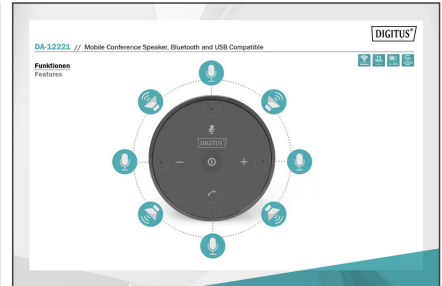 DIGITUS®
DA-12221 // Mobile Conference Speaker, Bluetooth and USB Compatible
Funktionen
Features
DIGITUS®